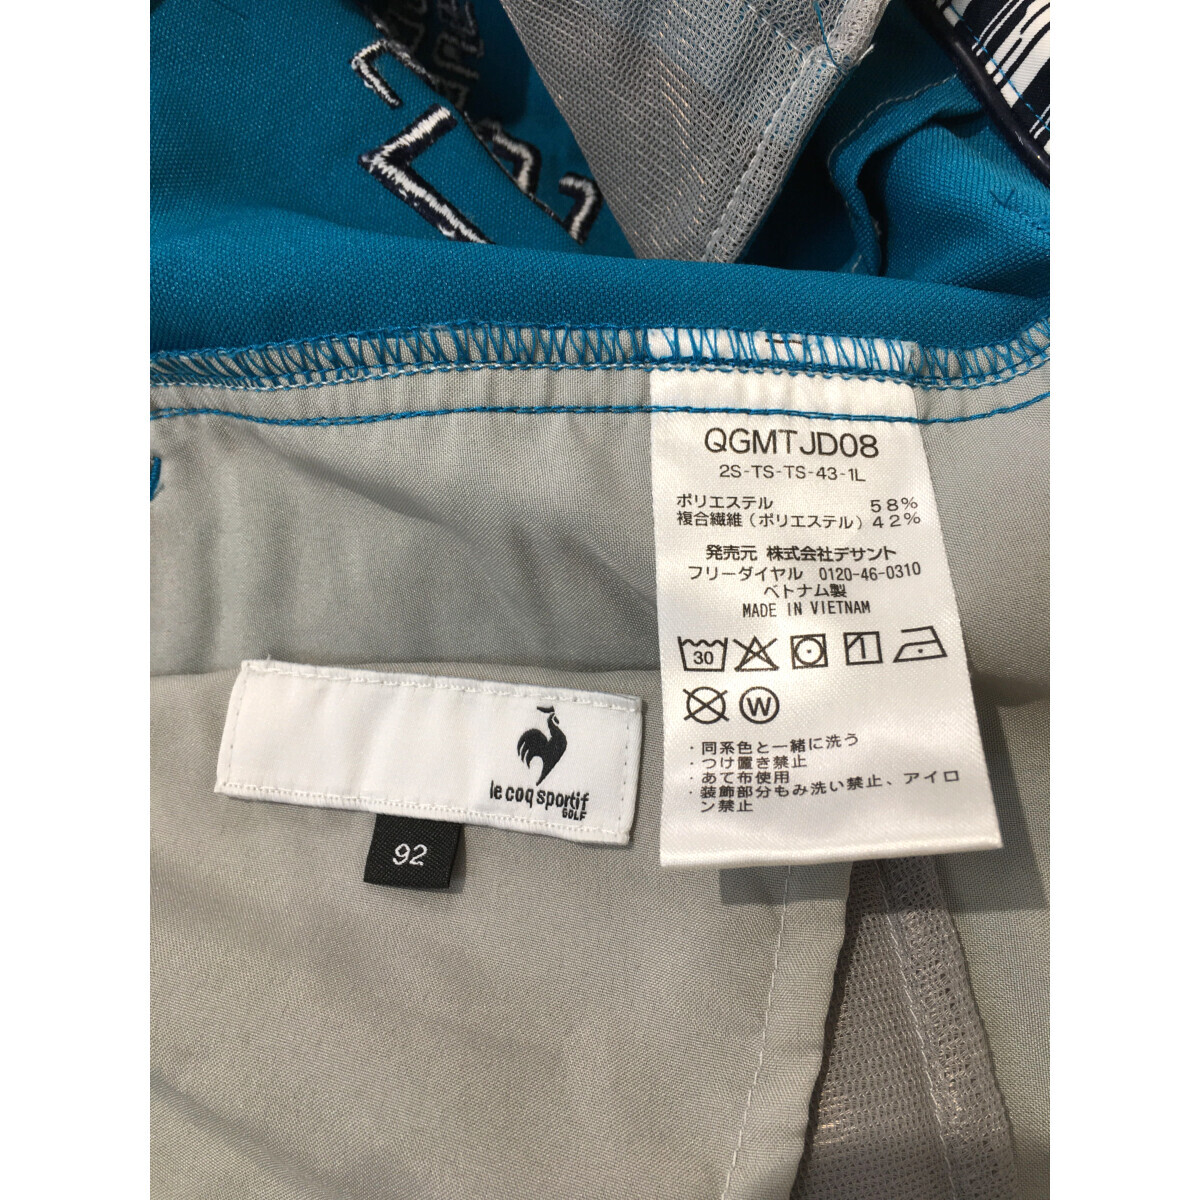 QGMTJD08
2S-TS-TS-43-1L
ポリエステル 58%
複合繊維(ポリエステル)42%
発売元 株式会社デサント
フリーダイヤル 0120-46-0310
ベトナム製
MADE IN VIETNAM
30
W
・同系色と一緒に洗う
・つけ置き禁止
・あて布使用
・装飾部分もみ洗い禁止、アイロ
ン禁止
le coq sportif
GOLF
92